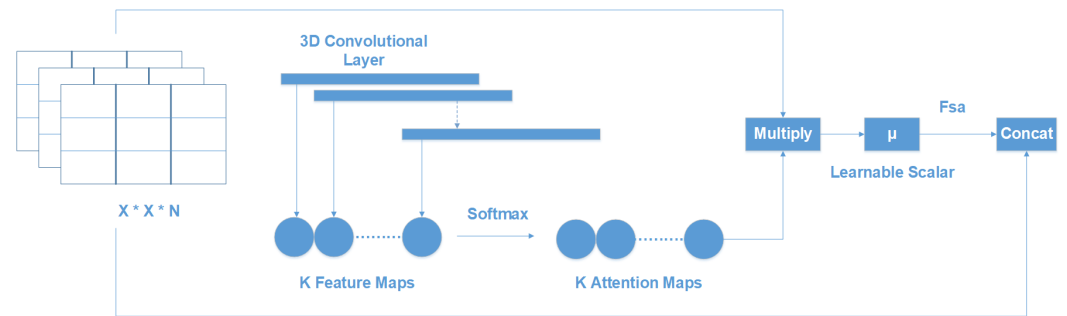 3D Convolutional
Layer
X * X * N
Softmax
K Feature Maps
K Attention Maps
Multiply
μ
Fsa
Concat
Learnable Scalar